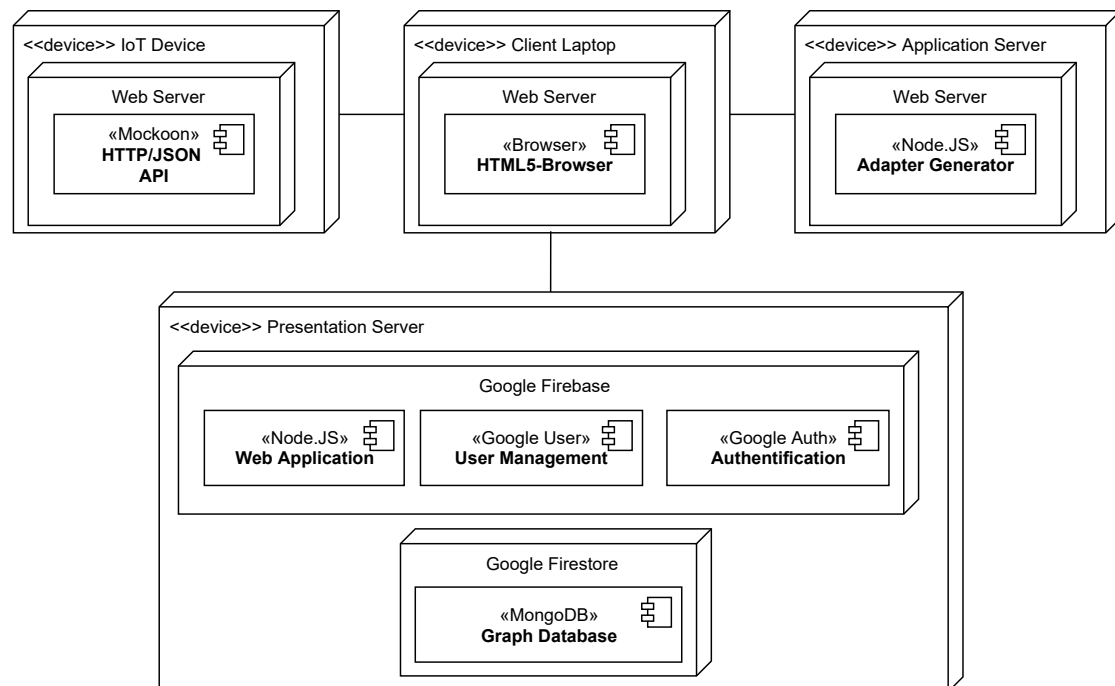 <<device>> IoT Device
Web Server
«Mockoon»
HTTP/JSON
API
<<device>> Client Laptop
Web Server
«Browser»
HTML5-Browser
<<device>> Application Server
Web Server
«Node.JS»
Adapter Generator
<<device>> Presentation Server
Google Firebase
«Node.JS»
Web Application
«Google User»
User Management
«Google Auth»
Authentification
Google Firestore
«MongoDB»
Graph Database